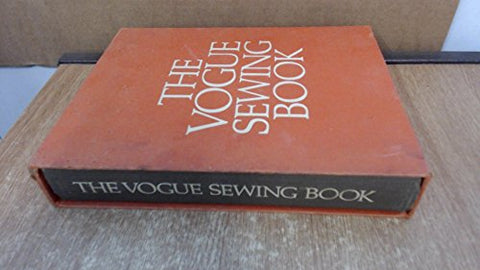 THE
VOGUE
SEWING
BOOK
THE VOGUE SEWING BOOK